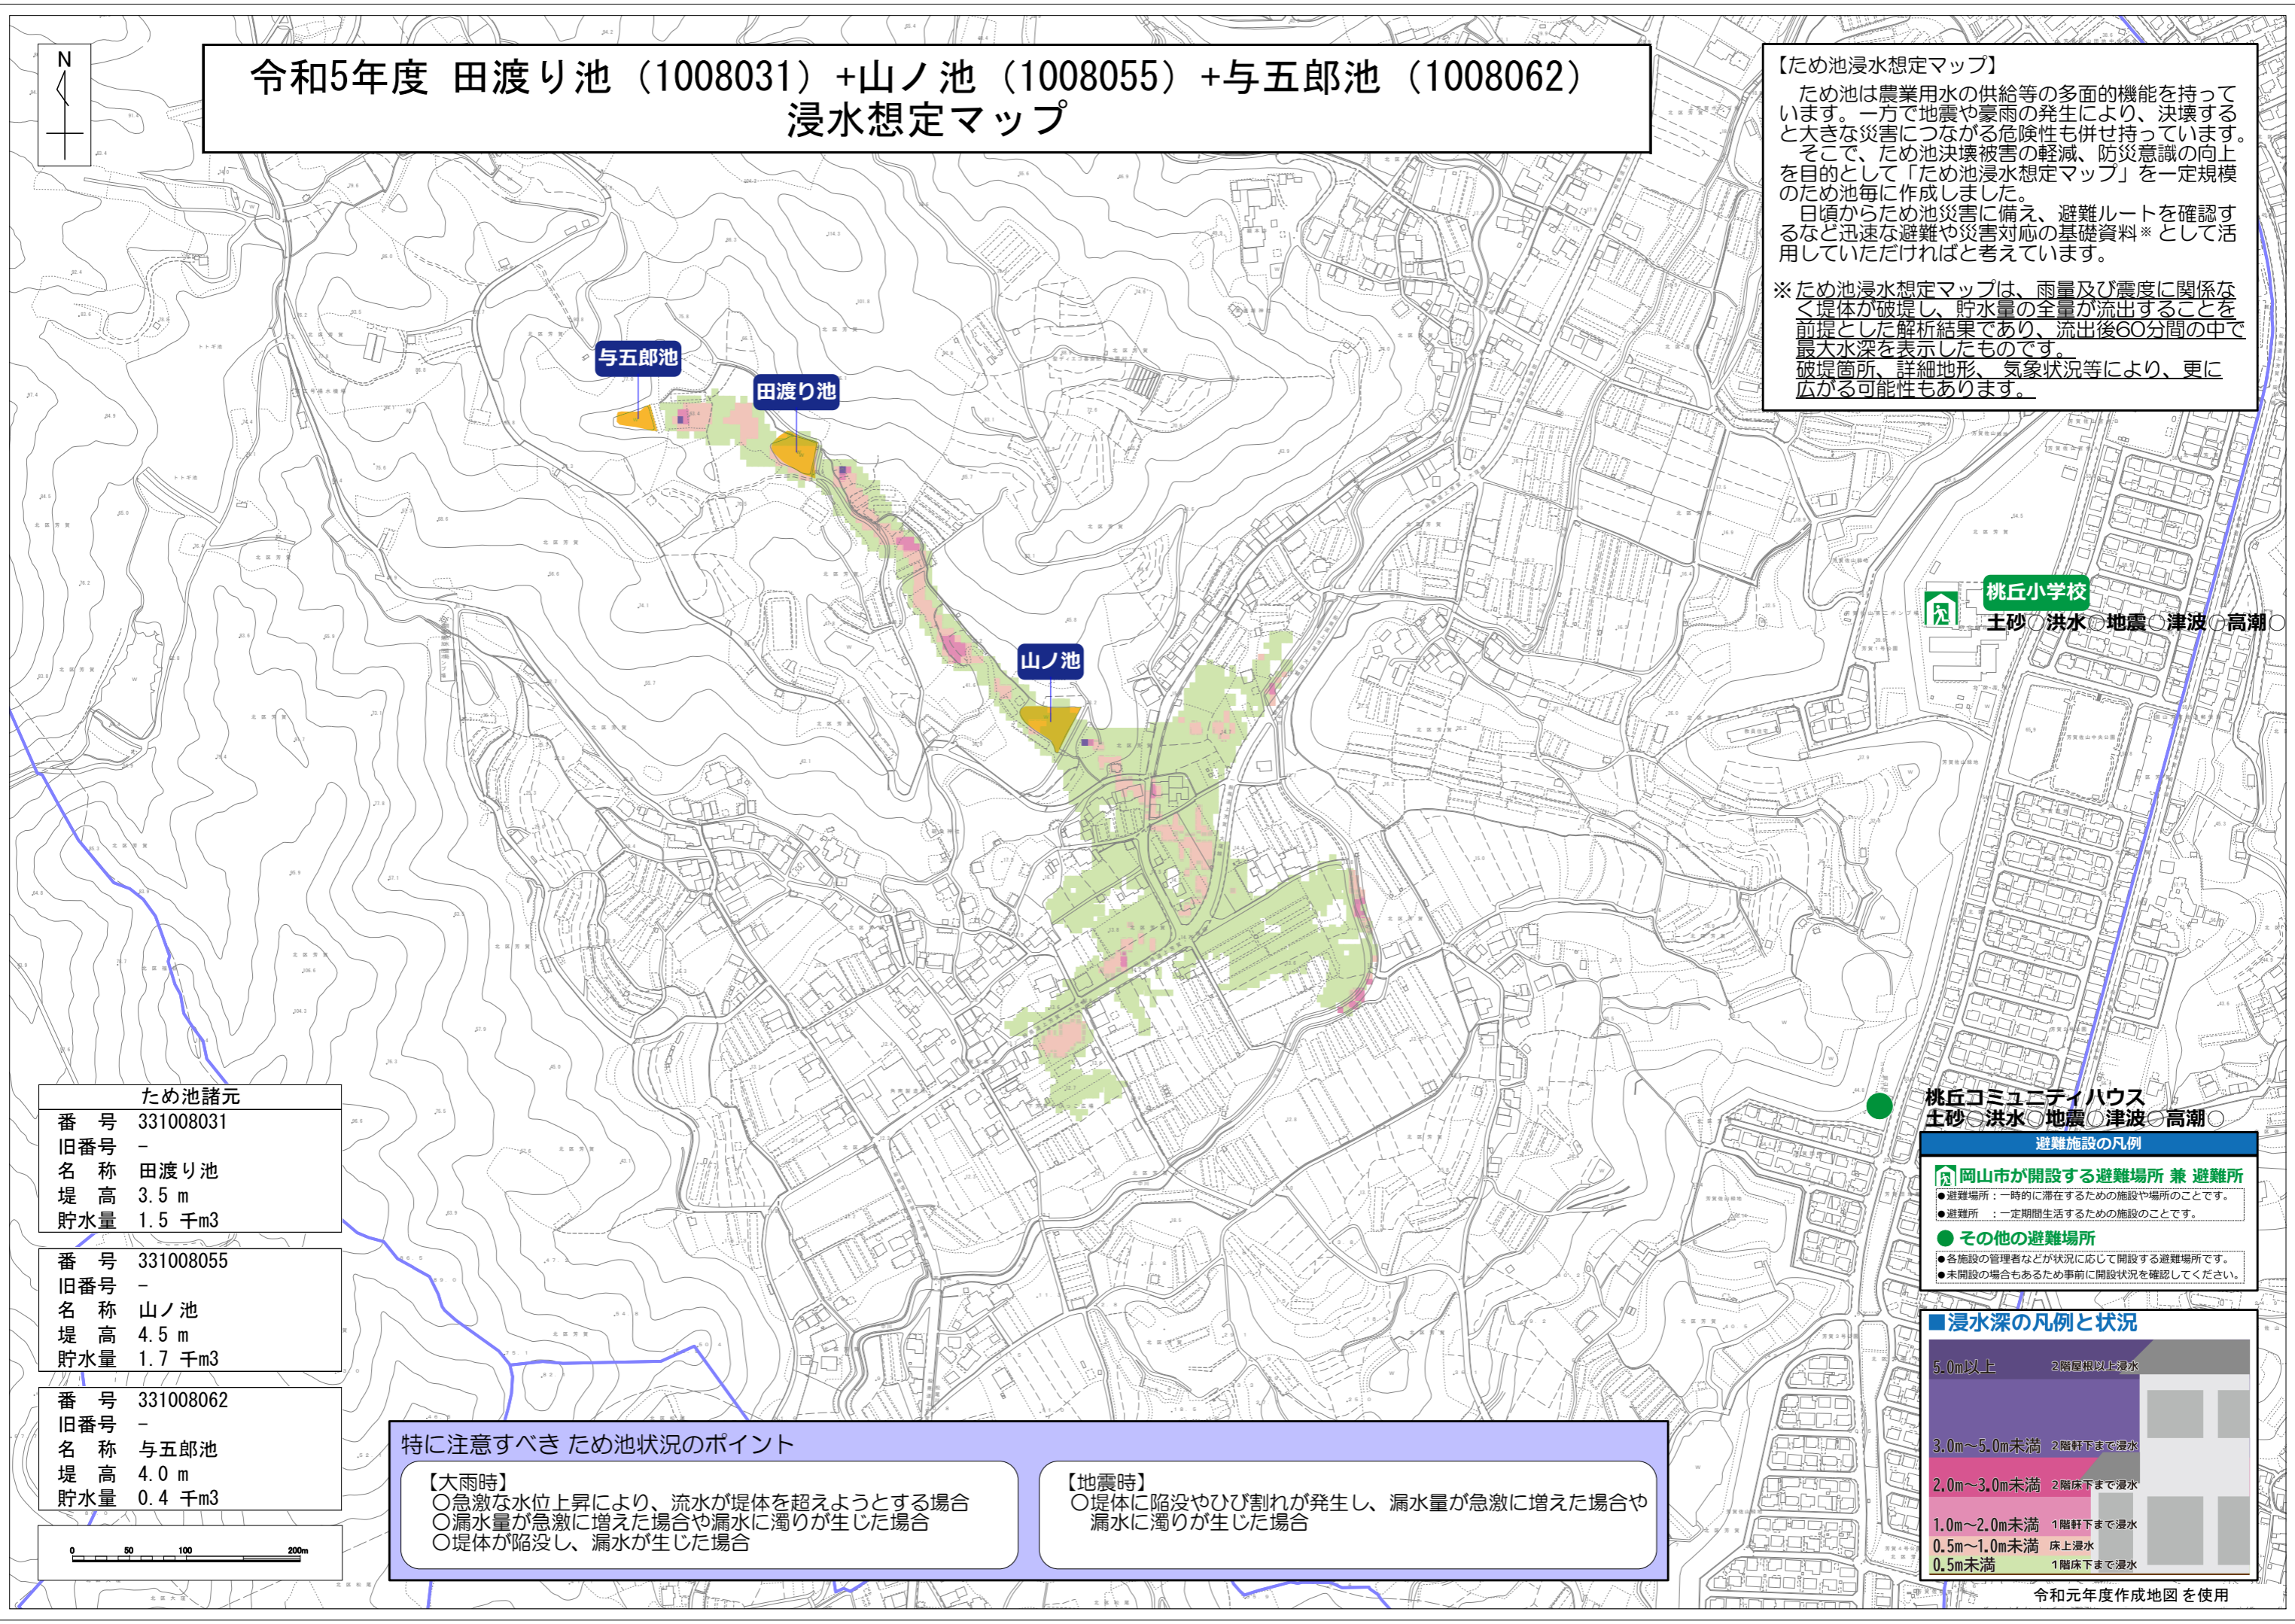 N
令和5年度 田渡り池（1008031）+山ノ池（1008055）+与五郎池（1008062）
浸水想定マップ
【ため池浸水想定マップ】
ため池は農業用水の供給等の多面的機能を持って
います。一方で地震や豪雨の発生により、決壊する
と大きな災害につながる危険性も併せ持っています。
そこで、ため池決壊被害の軽減、防災意識の向上
を目的として「ため池浸水想定マップ」を一定規模
のため池毎に作成しました。
日頃からため池災害に備え、避難ルートを確認す
るなど迅速な避難や災害対応の基礎資料※として活
用していただければと考えています。
※ため池浸水想定マップは、雨量及び震度に関係な
く堤体が破堤し、貯水量の全量が流出することを
前提とした解析結果であり、流出後60分間の中で
最大水深を表示したものです。
破堤箇所、詳細地形、 気象状況等により、更に
広がる可能性もあります。
与五郎池
田渡り池
山ノ池
桃丘小学校
土砂○洪水○地震○津波○高潮○
桃丘コミュニティハウス
土砂○洪水○地震○津波○高潮○
ため池諸元
番　号 331008031
旧番号 -
名　称 田渡り池
堤　高 3.5 m
貯水量 1.5 千m3
番　号 331008055
旧番号 -
名　称 山ノ池
堤　高 4.5 m
貯水量 1.7 千m3
番　号 331008062
旧番号 -
名　称 与五郎池
堤　高 4.0 m
貯水量 0.4 千m3
0 50 100 200m
特に注意すべき ため池状況のポイント
【大雨時】
○急激な水位上昇により、流水が堤体を超えようとする場合
○漏水量が急激に増えた場合や漏水に濁りが生じた場合
○堤体が陥没し、漏水が生じた場合
【地震時】
○堤体に陥没やひび割れが発生し、漏水量が急激に増えた場合や
漏水に濁りが生じた場合
避難施設の凡例
岡山市が開設する避難場所 兼 避難所
●避難場所：一時的に滞在するための施設や場所のことです。
●避難所　：一定期間生活するための施設のことです。
● その他の避難場所
●各施設の管理者などが状況に応じて開設する避難場所です。
●未開設の場合もあるため事前に開設状況を確認してください。
■浸水深の凡例と状況
5.0m以上 2階屋根以上浸水
3.0m～5.0m未満 2階軒下まで浸水
2.0m～3.0m未満 2階床下まで浸水
1.0m～2.0m未満 1階軒下まで浸水
0.5m～1.0m未満 床上浸水
0.5m未満 1階床下まで浸水
令和元年度作成地図を使用